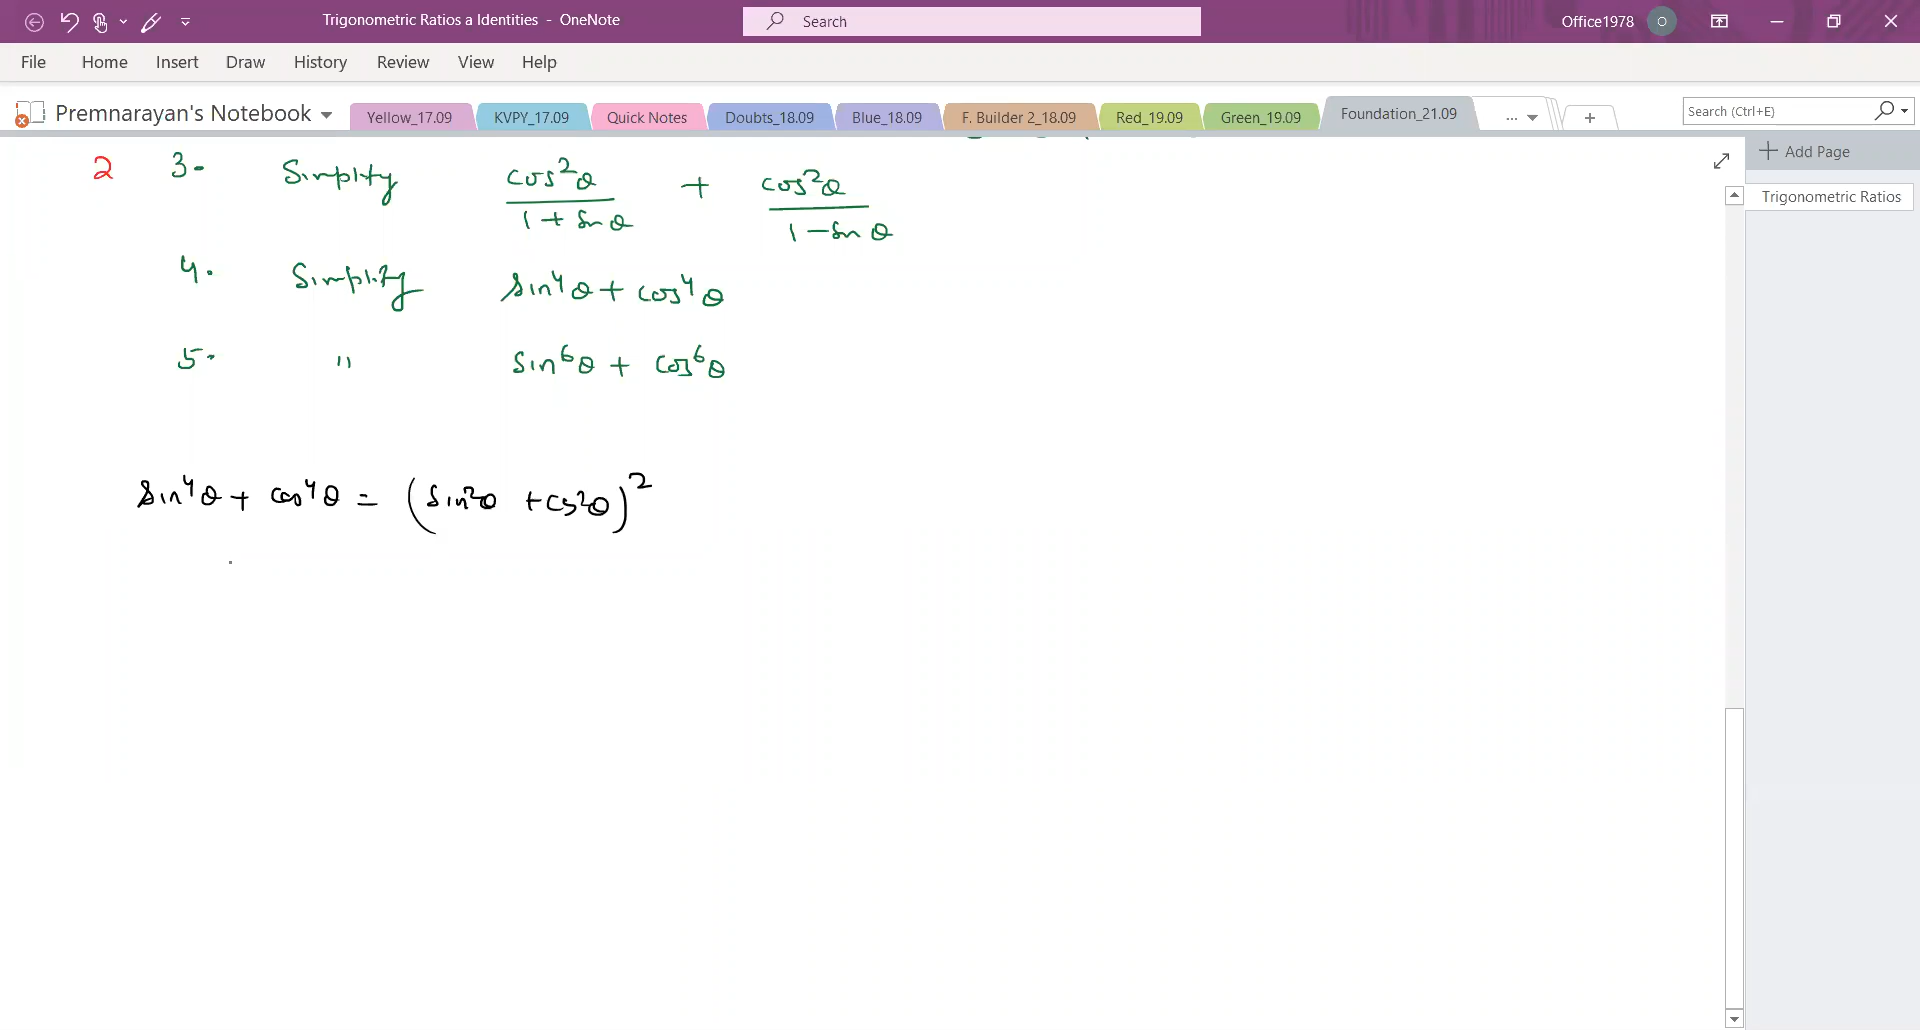 Trigonometric Ratios a Identities - OneNote
Search
Office1978
O
File Home Insert Draw History Review View Help
Premnarayan's Notebook
Yellow_17.09
KVPY_17.09
Quick Notes
Doubts_18.09
Blue_18.09
F. Builder 2_18.09
Red_19.09
Green_19.09
Foundation_21.09
...
+
Search (Ctrl+E)
+ Add Page
Trigonometric Ratios
2 3. Simplify cos²θ/(1 + sinθ) + cos²θ/(1 - sinθ)
4. Simplify sin⁴θ + cos⁴θ
5. " sin⁶θ + cos⁶θ
sin⁴θ + cos⁴θ = (sin²θ + cos²θ)²